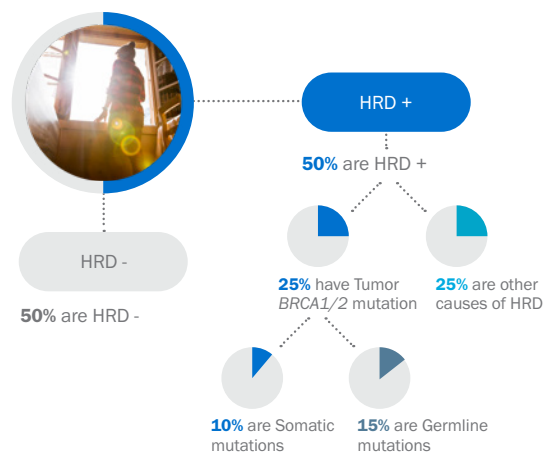 HRD +
50% are HRD +
HRD -
50% are HRD -
25% have Tumor
BRCA1/2 mutation
25% are other
causes of HRD
10% are Somatic
mutations
15% are Germline
mutations